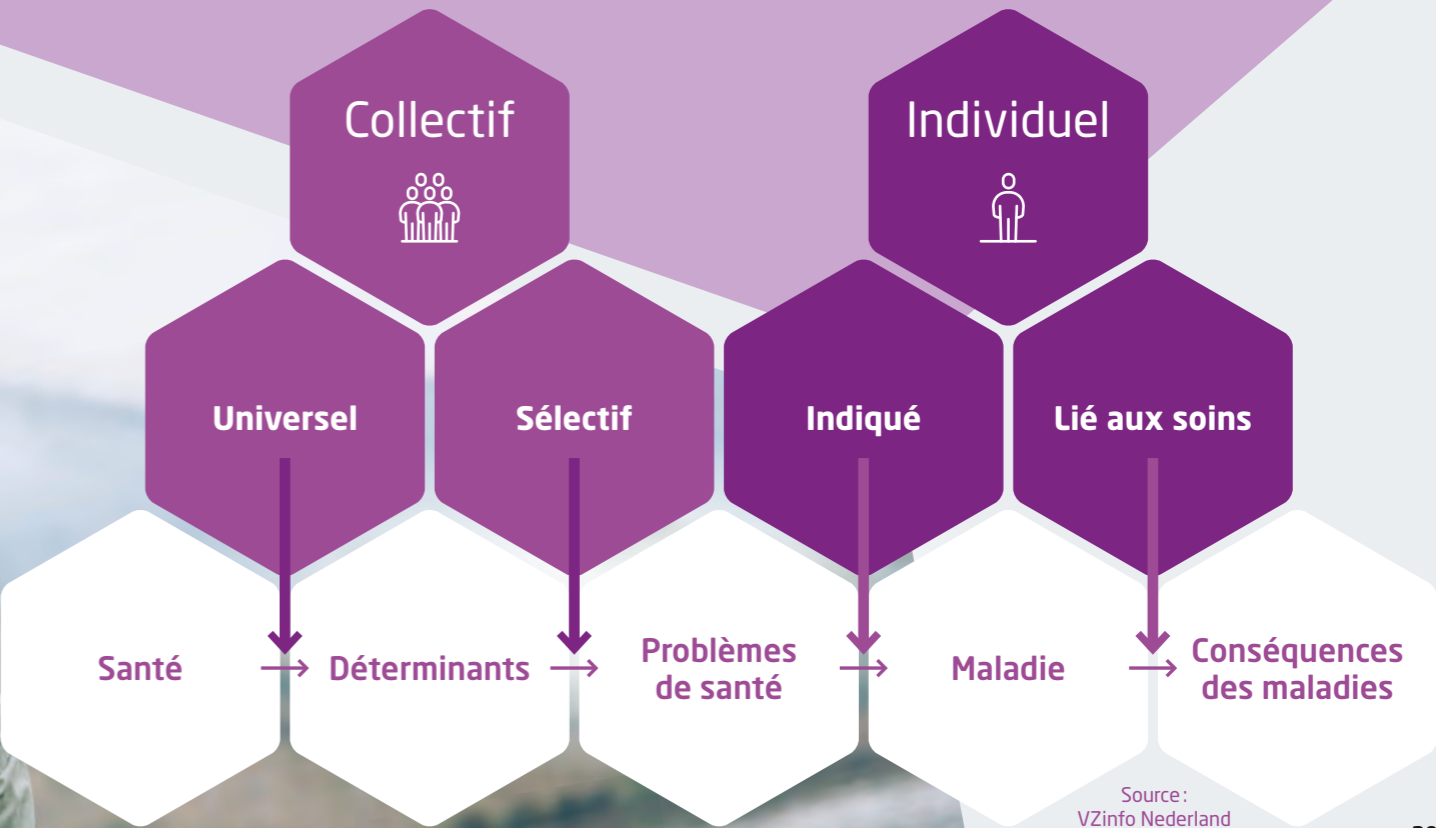 Collectif
Individuel
Universel
Sélectif
Indiqué
Lié aux soins
Santé
Déterminants
Problèmes
de santé
Maladie
Conséquences
des maladies
Source :
VZinfo Nederland